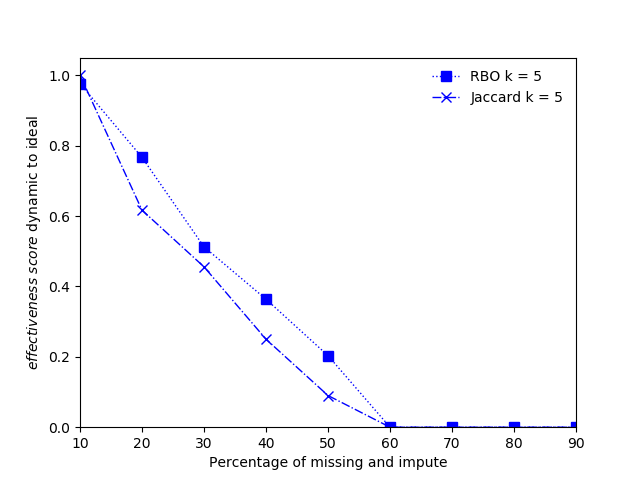 RBO k = 5
Jaccard k = 5
effectiveness score dynamic to ideal
1.0
0.8
0.6
0.4
0.2
0.0
10 20 30 40 50 60 70 80 90
Percentage of missing and impute